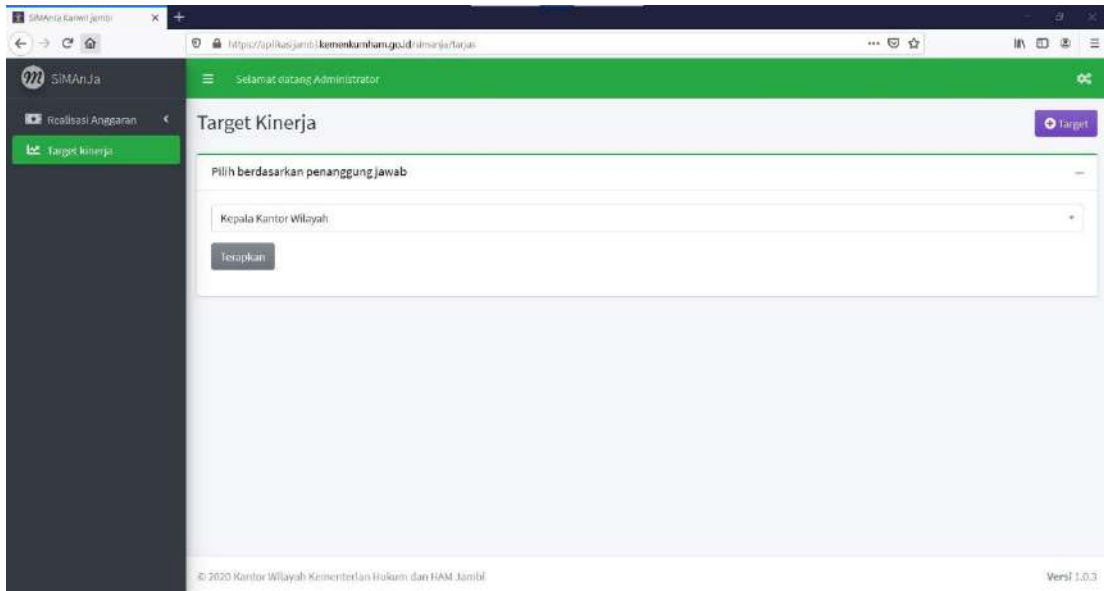 SiMAnJa Kanwil Jambi
https://aplikasijambi.kemenkumham.go.id/simanja/tarjas
SiMAnJa
Selamat datang Administrator
Realisasi Anggaran
Target Kinerja
+ Target
Target kinerja
Pilih berdasarkan penanggung jawab
Kepala Kantor Wilayah
Terapkan
© 2020 Kantor Wilayah Kementerian Hukum dan HAM Jambi
Versi 1.0.3